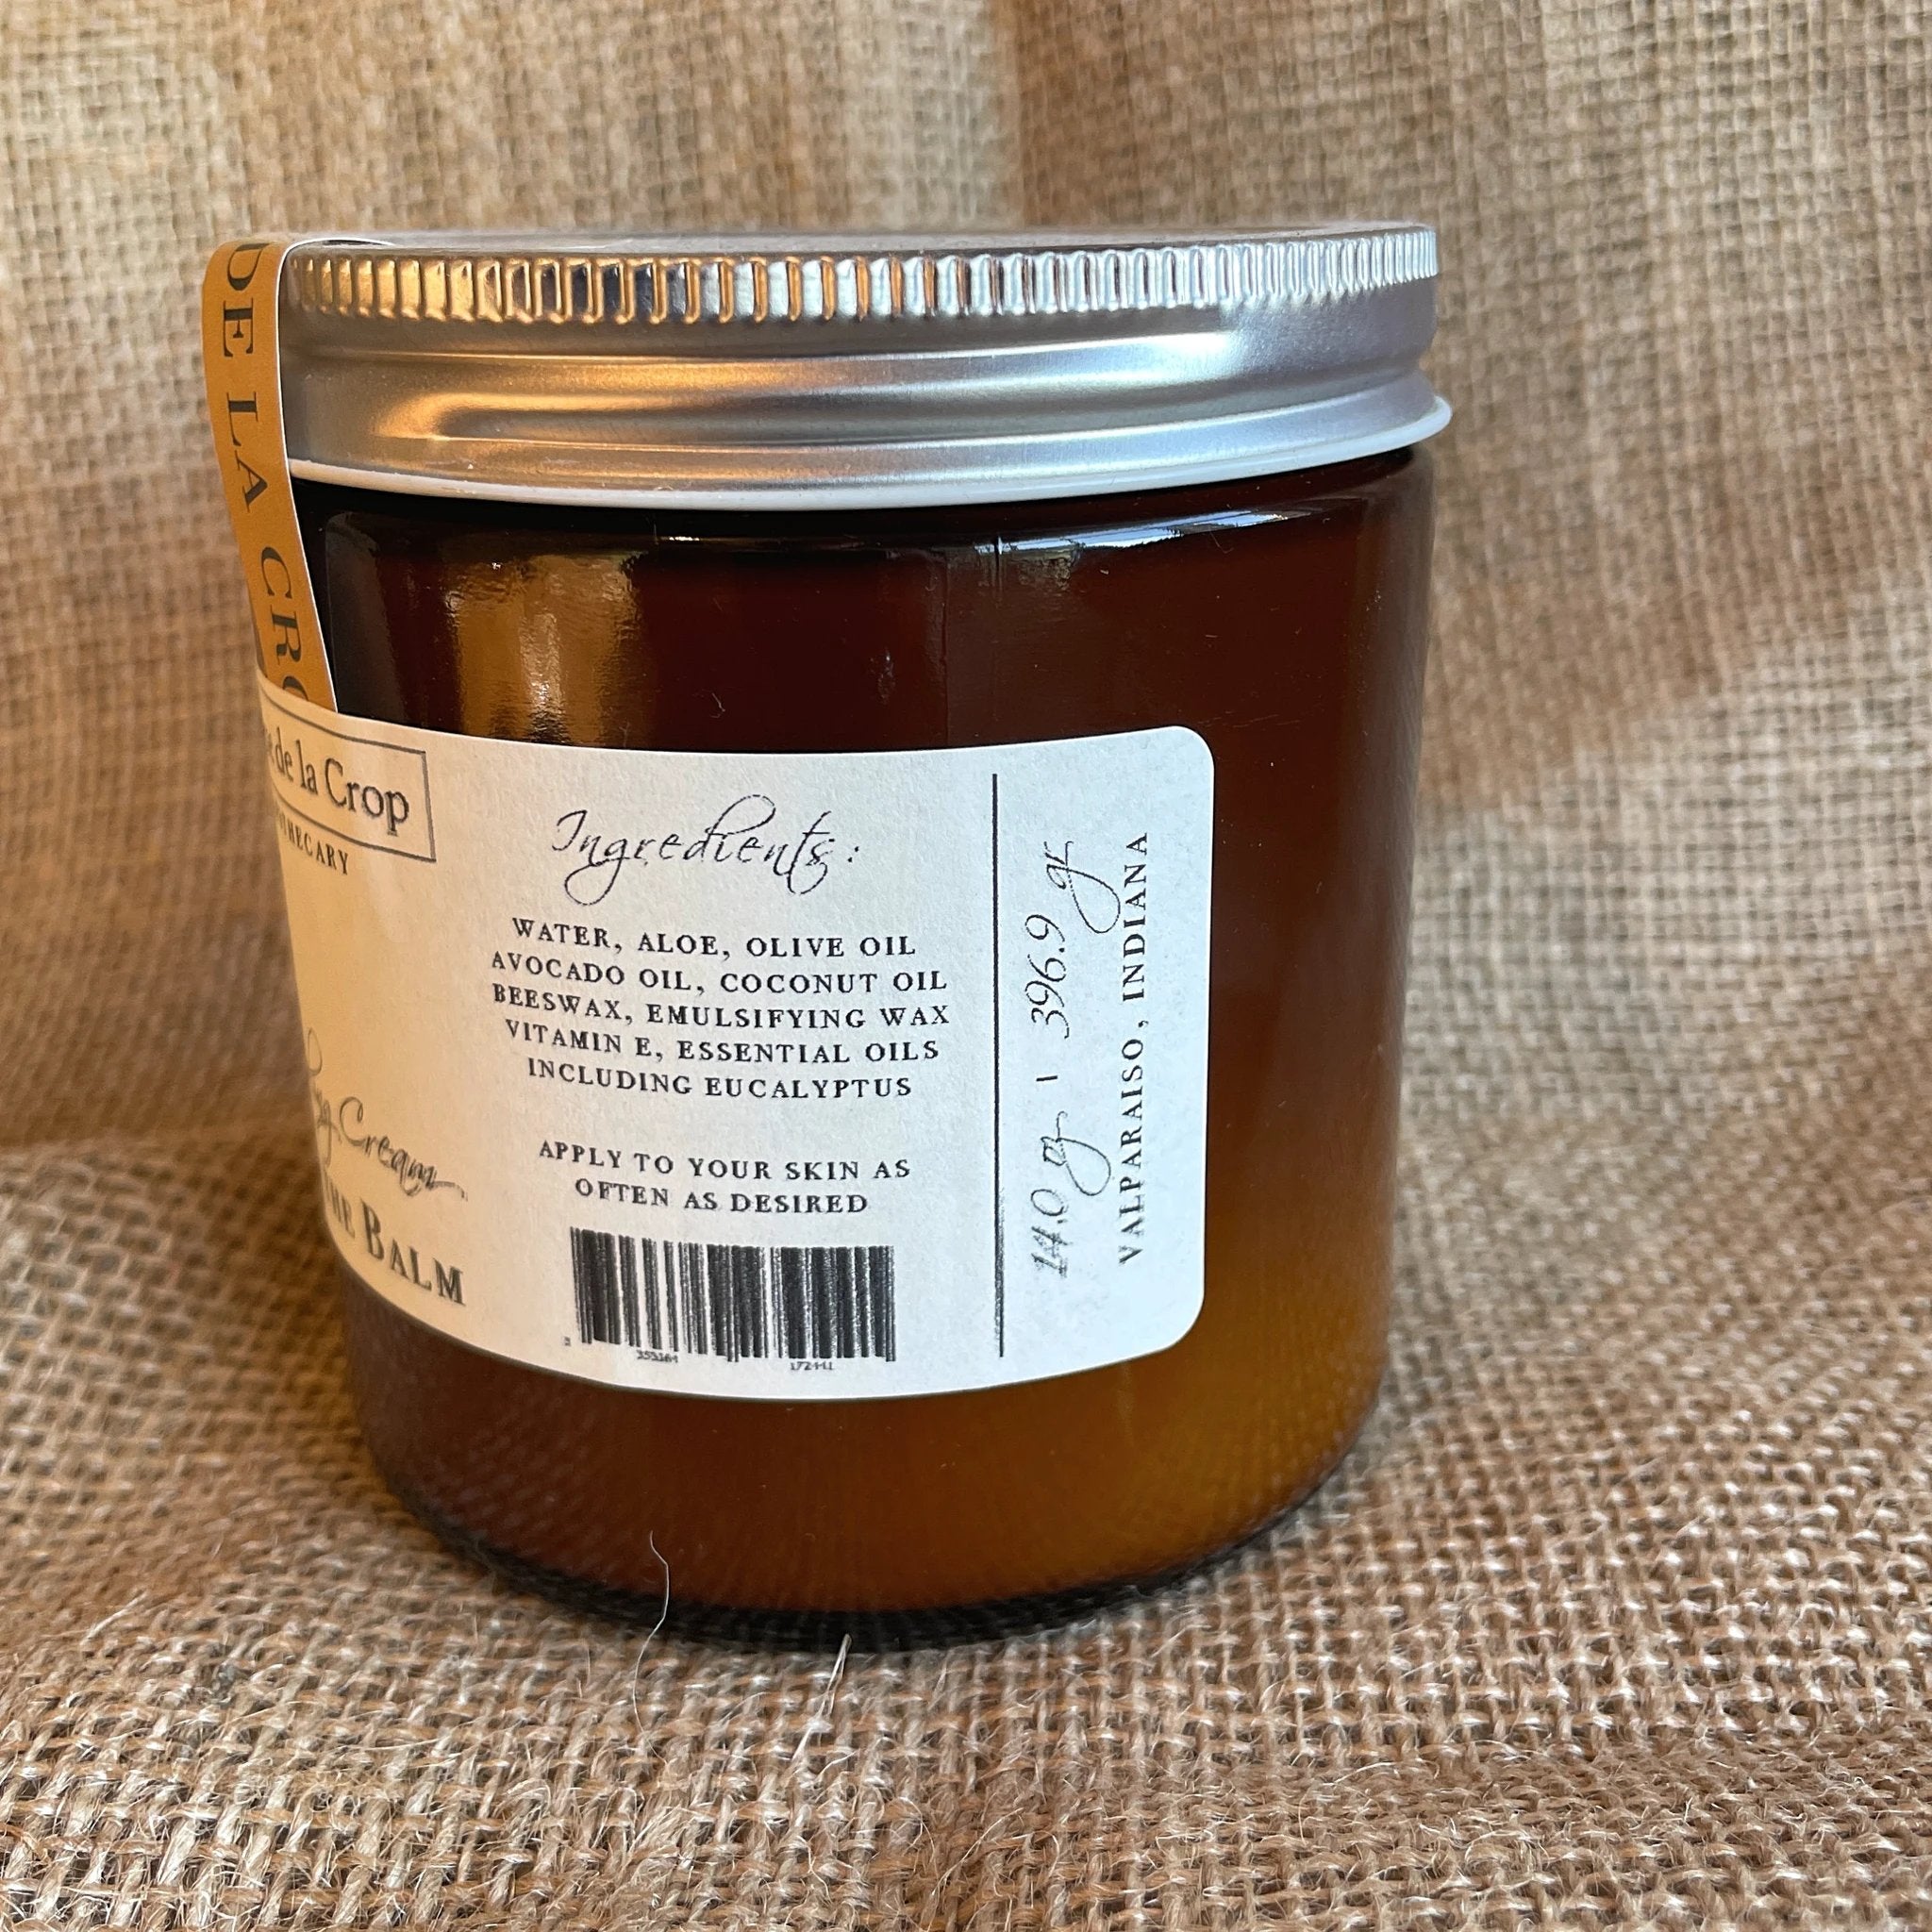 DE LA CRO
de la Crop
Cream
BALM
Ingredients:
WATER, ALOE, OLIVE OIL
AVOCADO OIL, COCONUT OIL
BEESWAX, EMULSIFYING WAX
VITAMIN E, ESSENTIAL OILS
INCLUDING EUCALYPTUS
APPLY TO YOUR SKIN AS
OFTEN AS DESIRED
14.0 oz | 396.9 gr
VALPARAISO, INDIANA